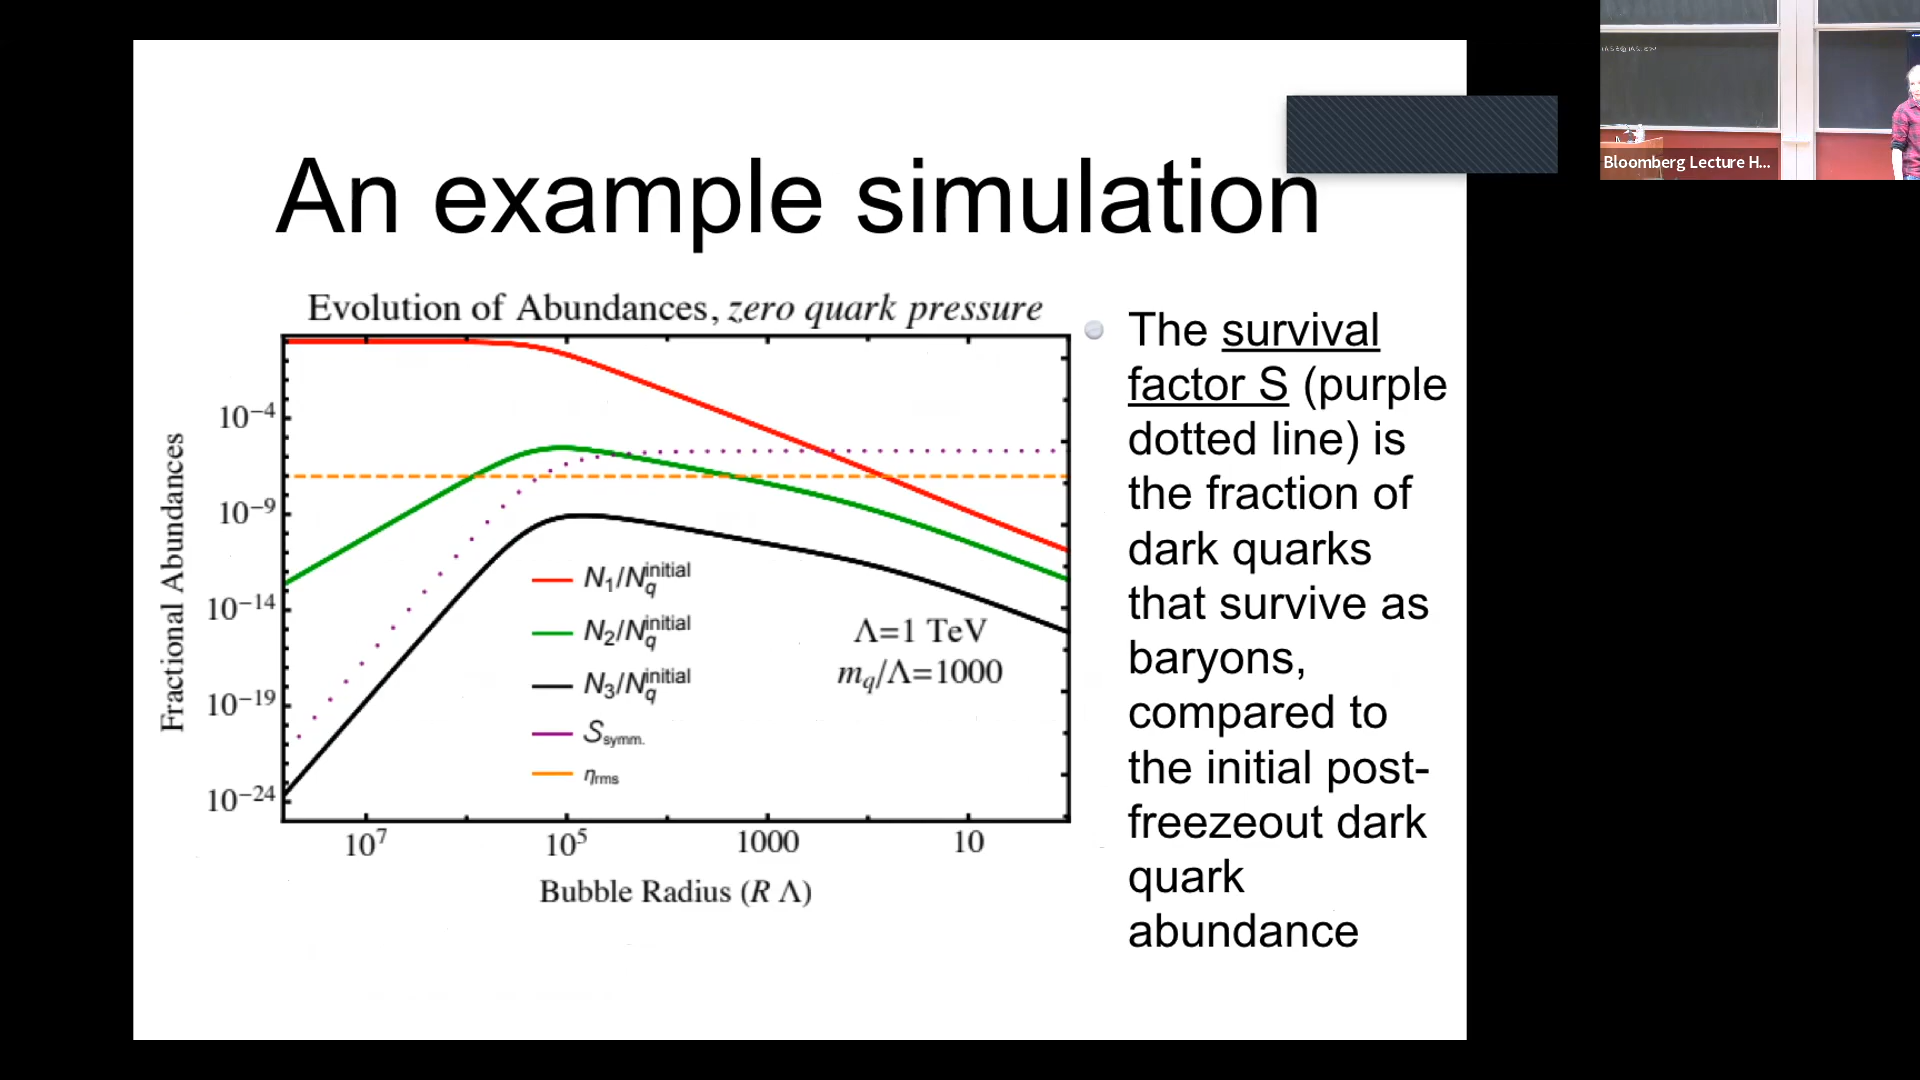 An example simulation
Evolution of Abundances, zero quark pressure
Fractional Abundances
10⁻⁴
10⁻⁹
10⁻¹⁴
10⁻¹⁹
10⁻²⁴
N₁/N_q^initial
N₂/N_q^initial
N₃/N_q^initial
S_symm.
η_rms
Λ=1 TeV
m_q/Λ=1000
10⁷
10⁵
1000
10
Bubble Radius (R Λ)
The survival
factor S (purple
dotted line) is
the fraction of
dark quarks
that survive as
baryons,
compared to
the initial post-
freezeout dark
quark
abundance
Bloomberg Lecture H...